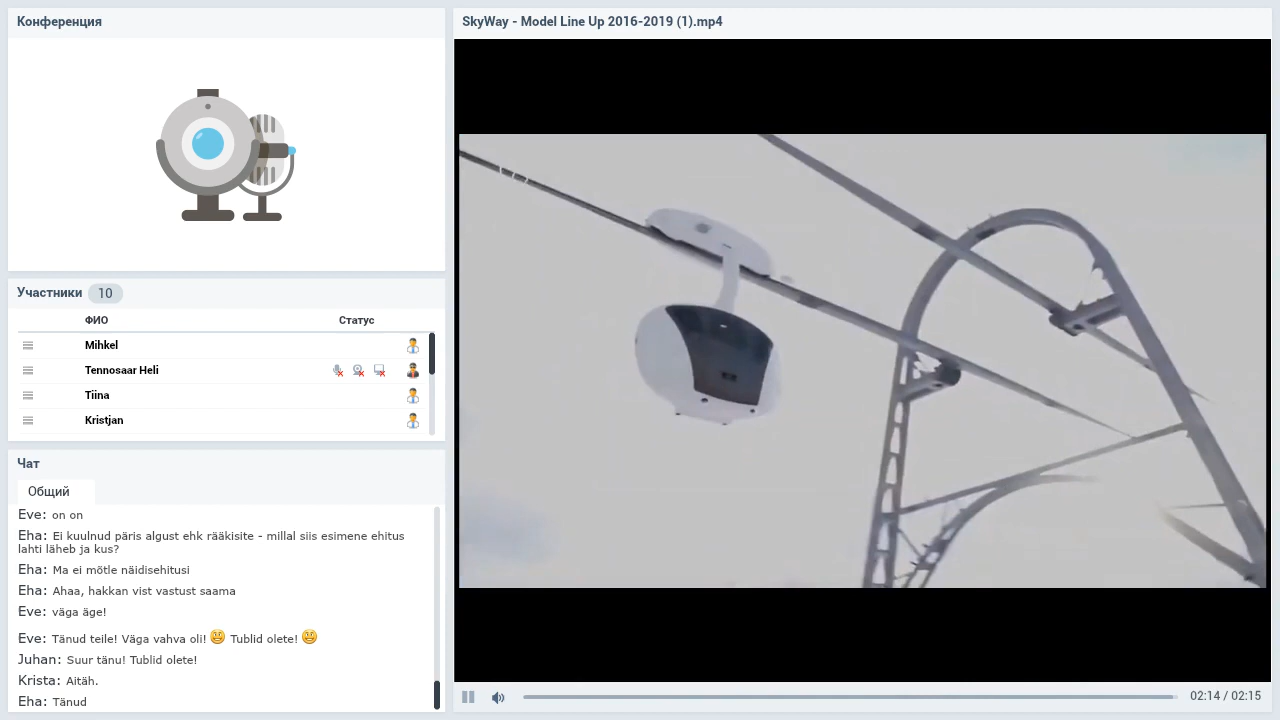 Конференция
SkyWay - Model Line Up 2016-2019 (1).mp4
Участники 10
ФИО Статус
Mihkel
Tennosaar Heli
Tiina
Kristjan
Чат
Общий
Eve: on on
Eha: Ei kuulnud päris algust ehk rääkisite - millal siis esimene ehitus
lahti läheb ja kus?
Eha: Ma ei mõtle näidisehitusi
Eha: Ahaa, hakkan vist vastust saama
Eve: väga äge!
Eve: Tänud teile! Väga vahva oli! Tublid olete!
Juhan: Suur tänu! Tublid olete!
Krista: Aitäh.
Eha: Tänud
02:14 / 02:15